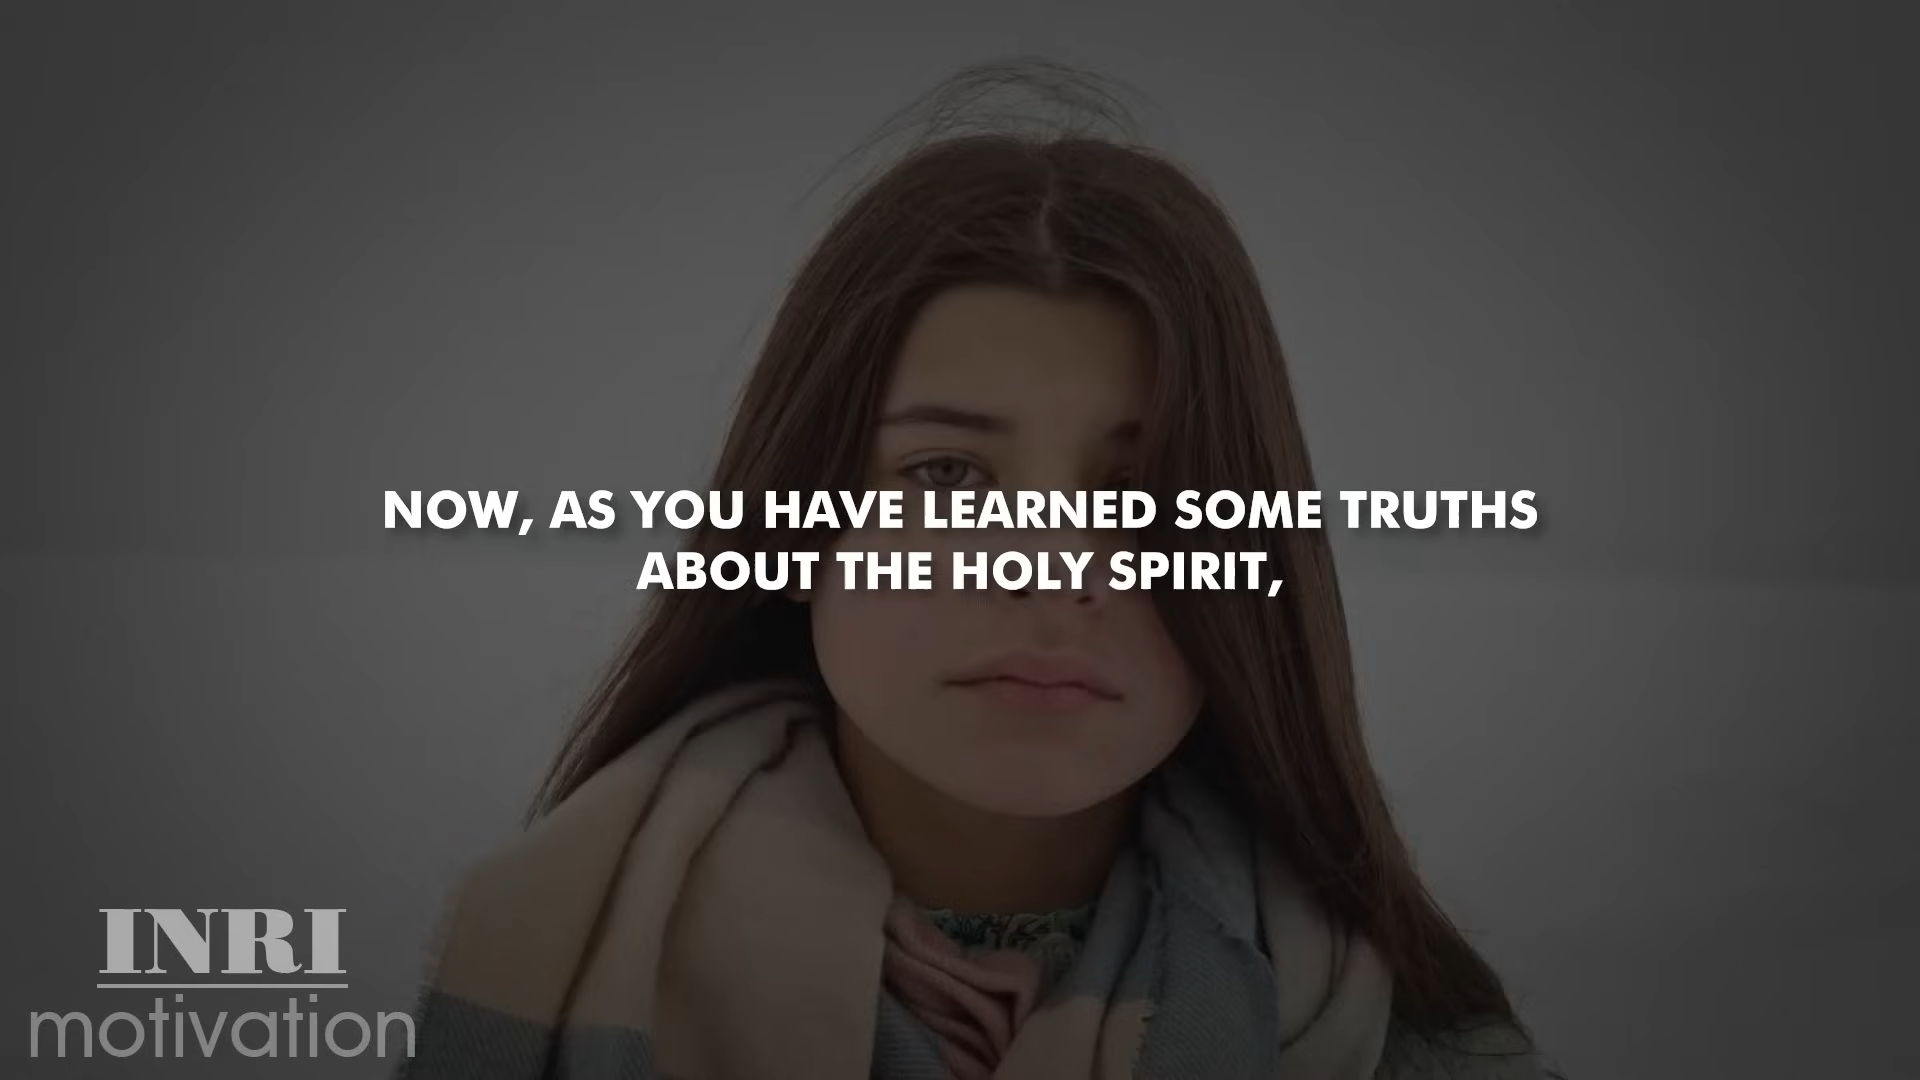 NOW, AS YOU HAVE LEARNED SOME TRUTHS
ABOUT THE HOLY SPIRIT,
INRI
motivation